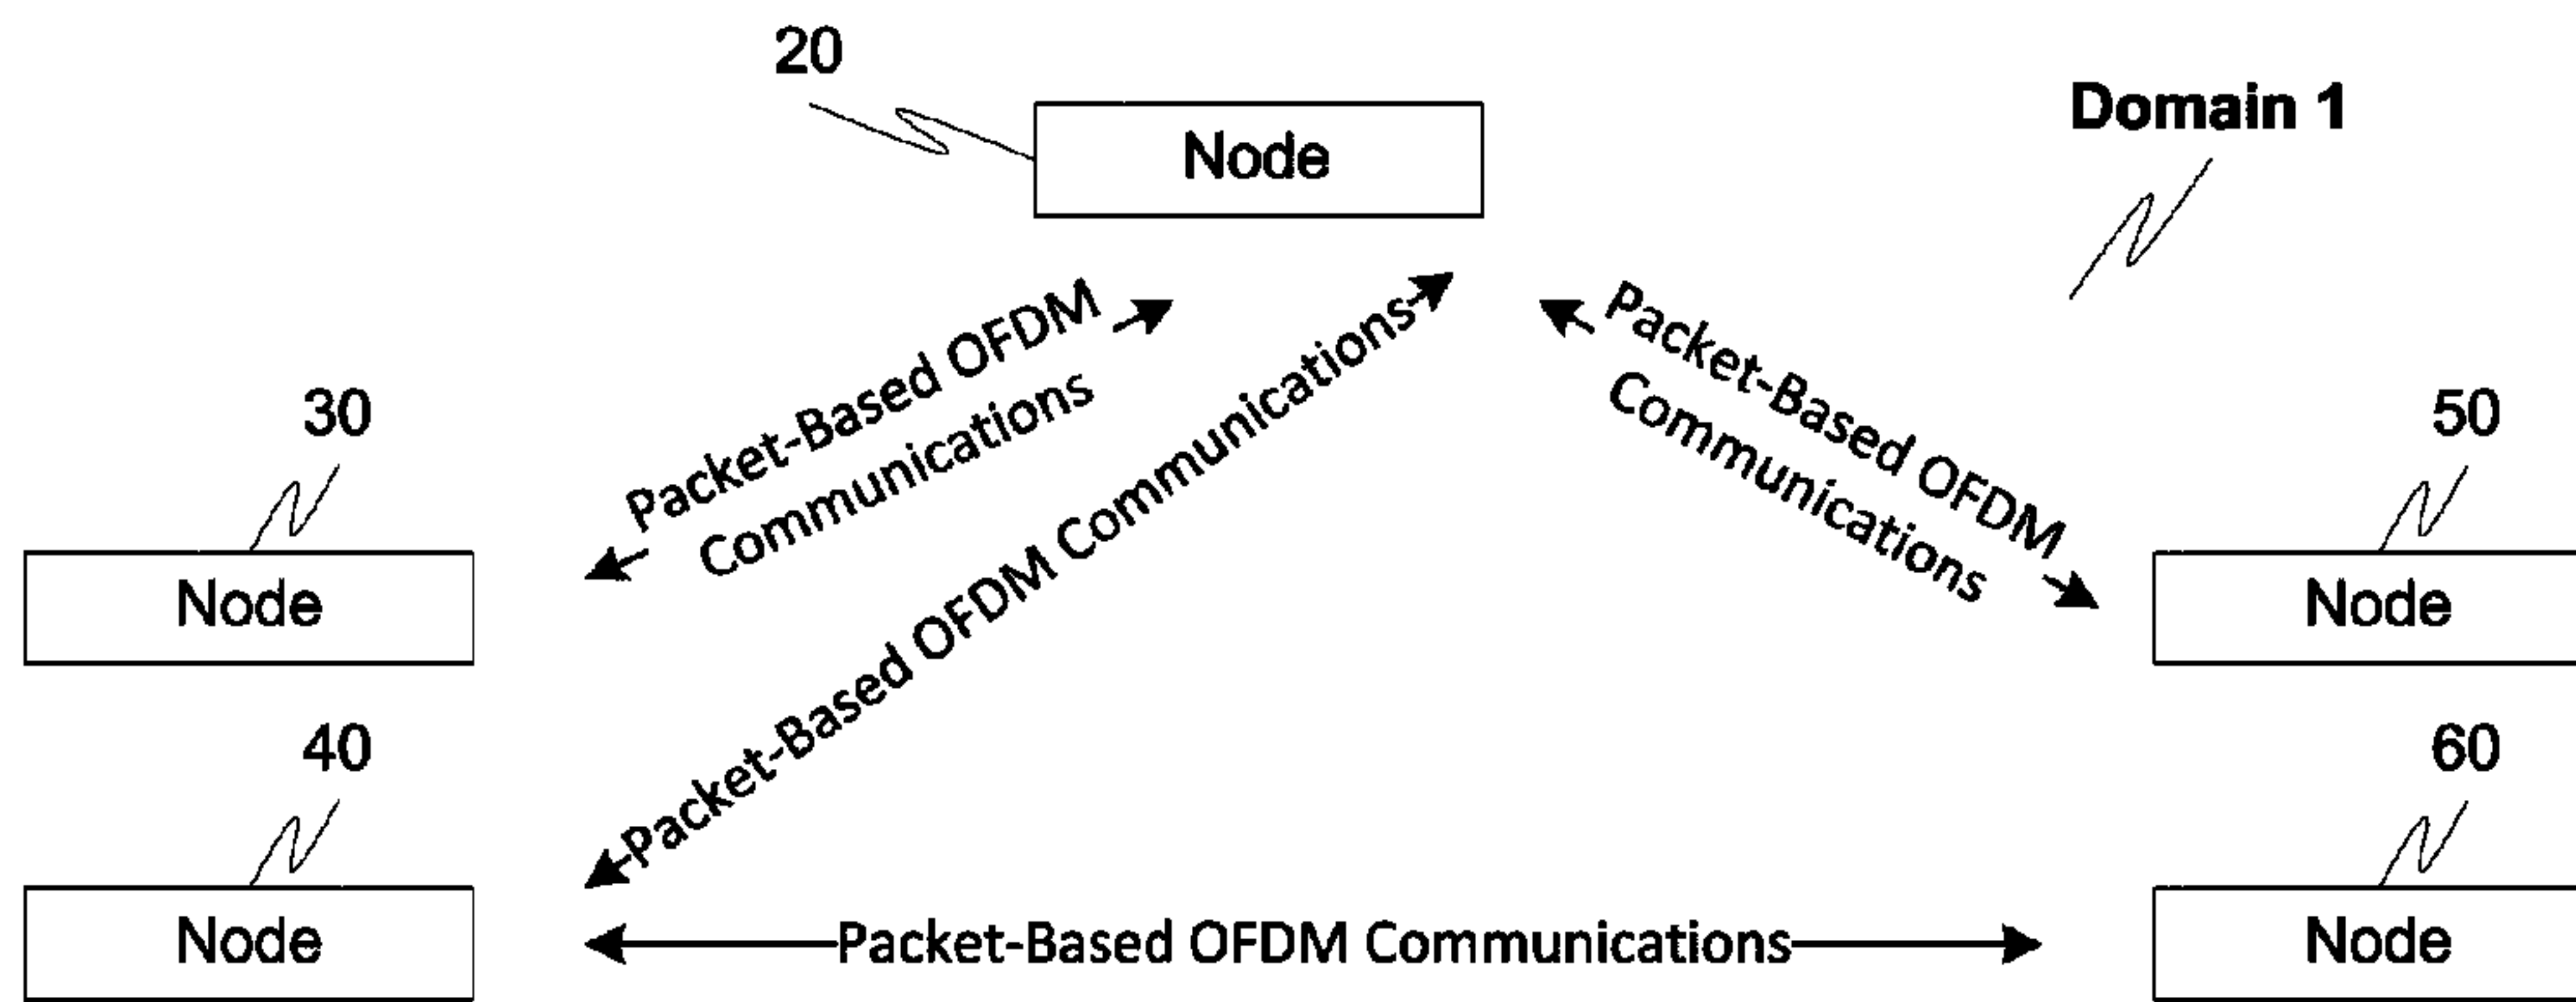 20
Domain 1
Node
Packet-Based OFDM
Communications
Packet-Based OFDM Communications
Packet-Based OFDM
Communications
30
50
Node
Node
40
60
Node
Packet-Based OFDM Communications
Node